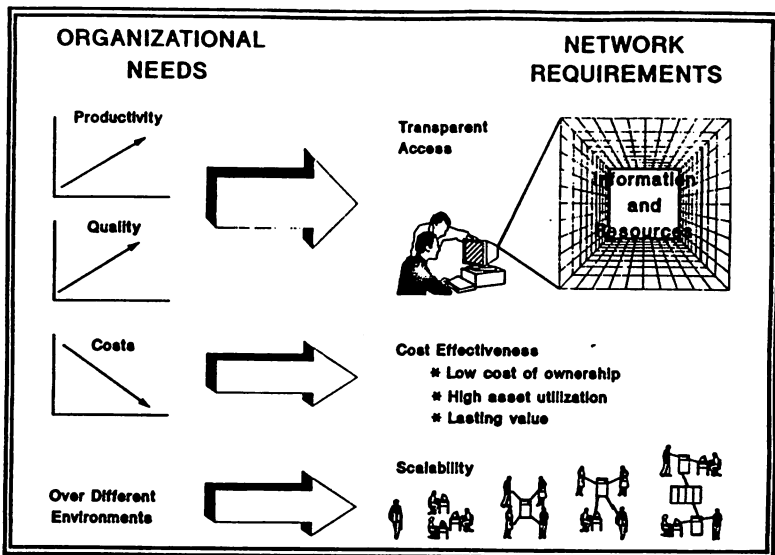 ORGANIZATIONAL
NEEDS
NETWORK
REQUIREMENTS
Productivity
Transparent
Access
Information
and
Resources
Quality
Costs
Cost Effectiveness
* Low cost of ownership
* High asset utilization
* Lasting value
Over Different
Environments
Scalability